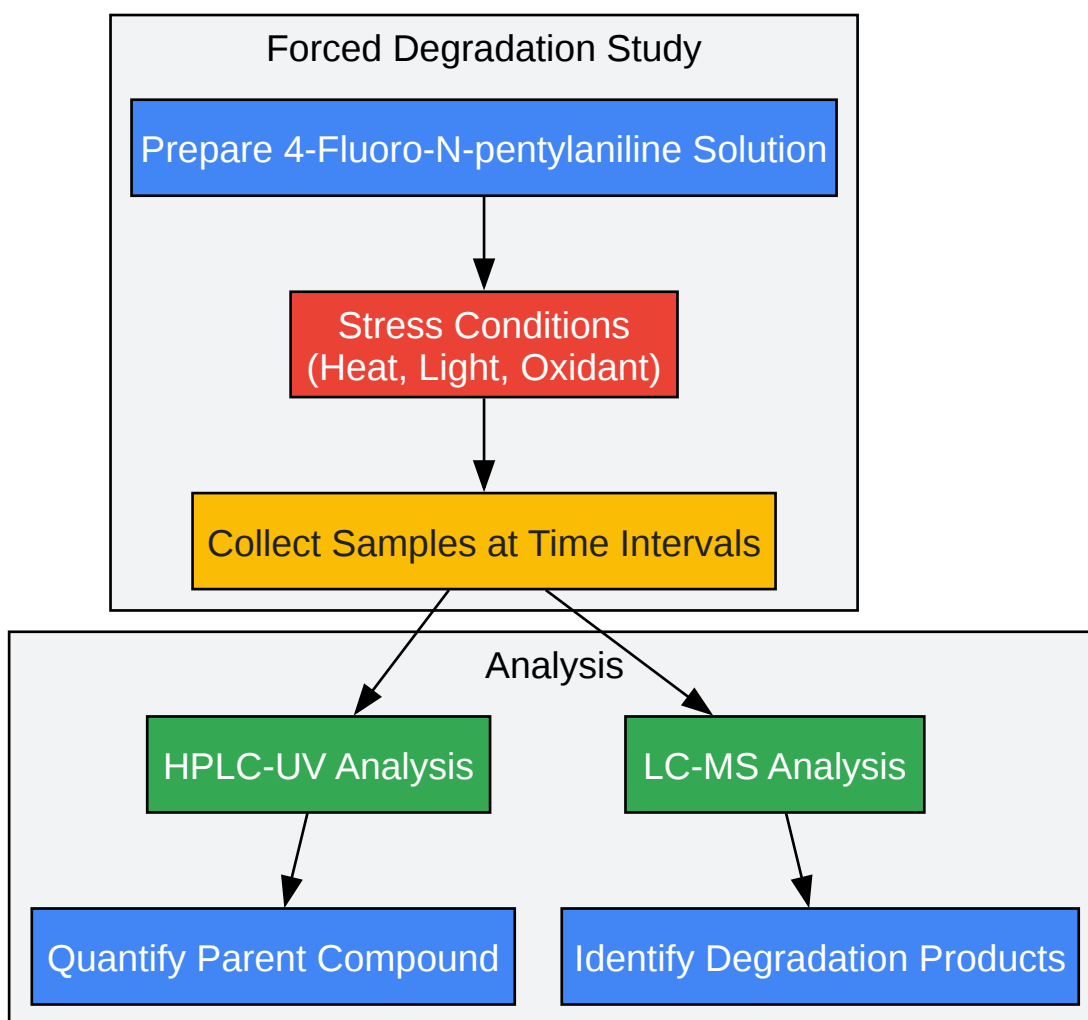 Forced Degradation Study
Prepare 4-Fluoro-N-pentylaniline Solution
Stress Conditions
(Heat, Light, Oxidant)
Collect Samples at Time Intervals
Analysis
HPLC-UV Analysis
LC-MS Analysis
Quantify Parent Compound
Identify Degradation Products